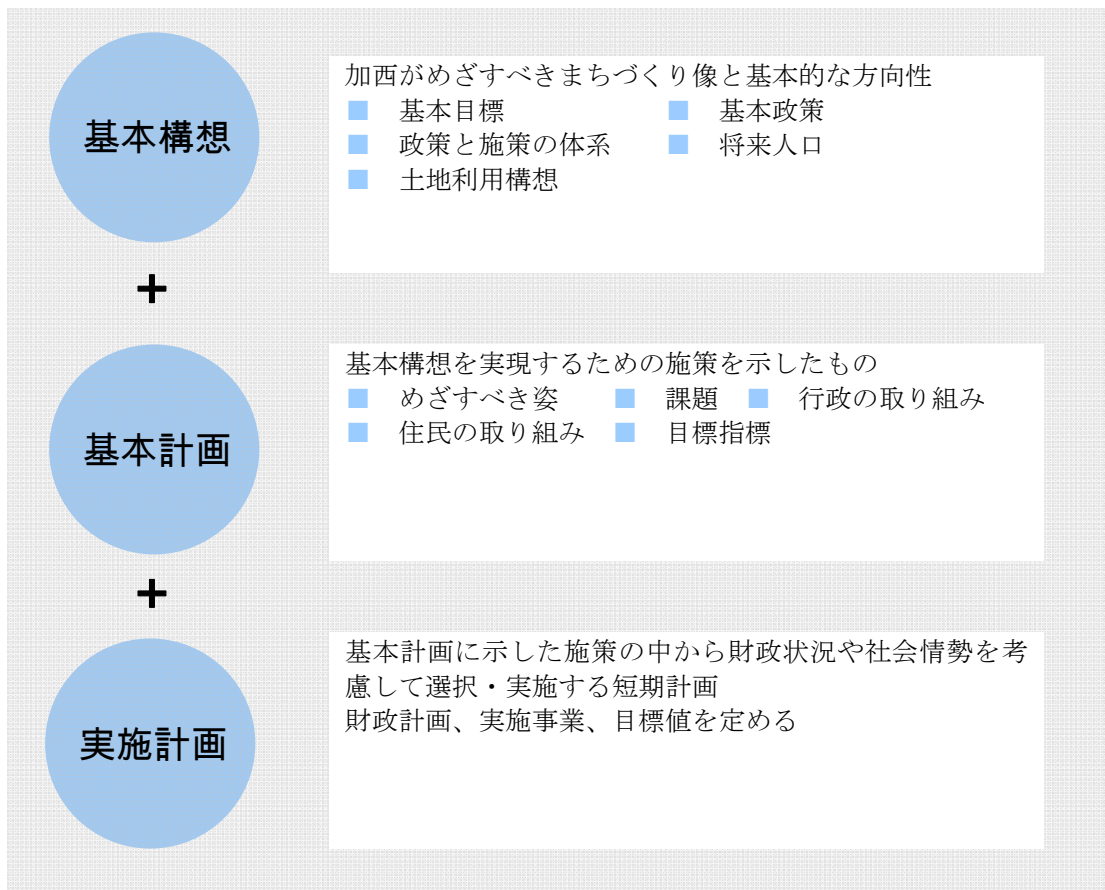 基本構想
加西がめざすべきまちづくり像と基本的な方向性
■ 基本目標 ■ 基本政策
■ 政策と施策の体系 ■ 将来人口
■ 土地利用構想
+
基本計画
基本構想を実現するための施策を示したもの
■ めざすべき姿 ■ 課題 ■ 行政の取り組み
■ 住民の取り組み ■ 目標指標
+
実施計画
基本計画に示した施策の中から財政状況や社会情勢を考
慮して選択・実施する短期計画
財政計画、実施事業、目標値を定める